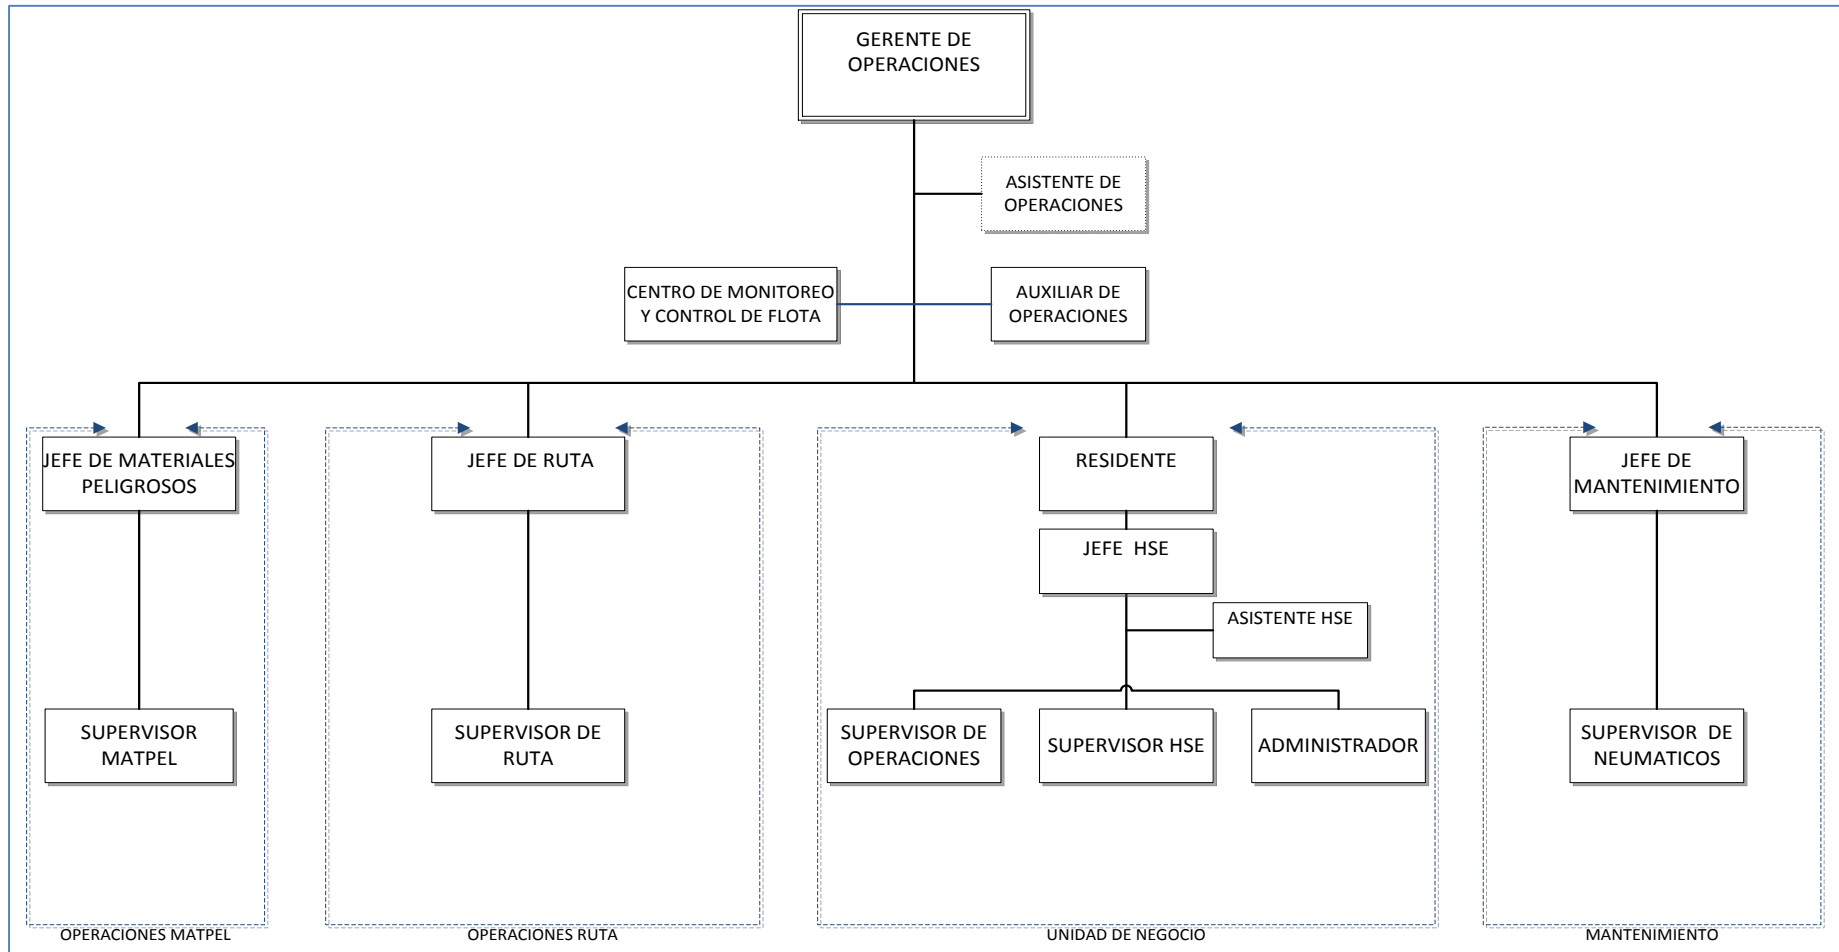 GERENTE DE
OPERACIONES
ASISTENTE DE
OPERACIONES
CENTRO DE MONITOREO
Y CONTROL DE FLOTA
AUXILIAR DE
OPERACIONES
JEFE DE MATERIALES
PELIGROSOS
JEFE DE RUTA
RESIDENTE
JEFE DE
MANTENIMIENTO
JEFE HSE
ASISTENTE HSE
SUPERVISOR
MATPEL
SUPERVISOR DE
RUTA
SUPERVISOR DE
OPERACIONES
SUPERVISOR HSE
ADMINISTRADOR
SUPERVISOR DE
NEUMATICOS
OPERACIONES MATPEL
OPERACIONES RUTA
UNIDAD DE NEGOCIO
MANTENIMIENTO